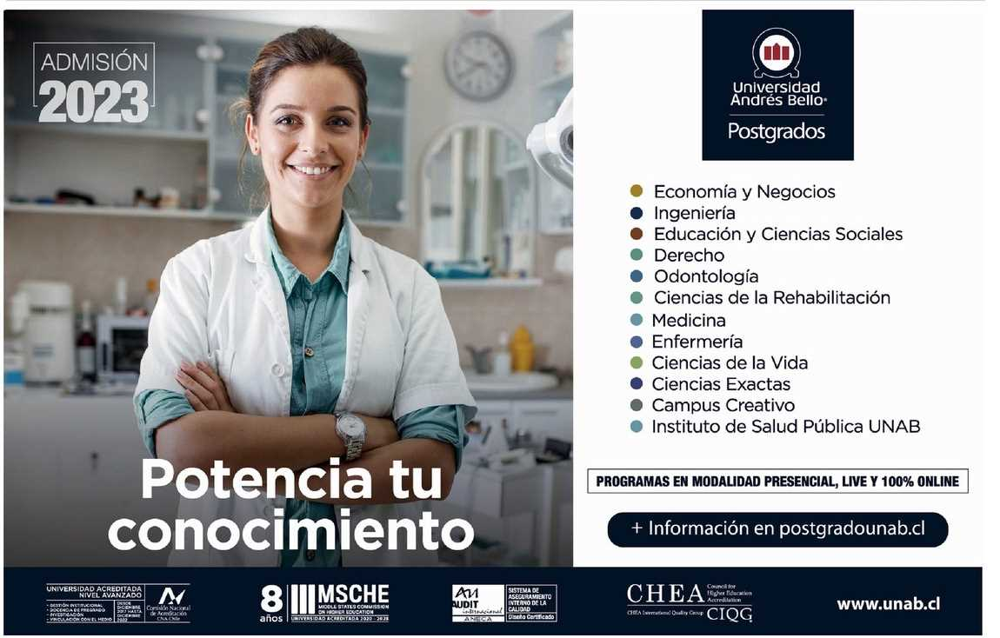 ADMISIÓN
2023
Potencia tu
conocimiento
Universidad
Andrés Bello®
Postgrados
Economía y Negocios
Ingeniería
Educación y Ciencias Sociales
Derecho
Odontología
Ciencias de la Rehabilitación
Medicina
Enfermería
Ciencias de la Vida
Ciencias Exactas
Campus Creativo
Instituto de Salud Pública UNAB
PROGRAMAS EN MODALIDAD PRESENCIAL, LIVE Y 100% ONLINE
+ Información en postgradounab.cl
UNIVERSIDAD ACREDITADA
NIVEL AVANZADO
• GESTIÓN INSTITUCIONAL
• DOCENCIA DE PREGRADO
• INVESTIGACIÓN
• VINCULACIÓN CON EL MEDIO
DESDE
DICIEMBRE
2017 HASTA
DICIEMBRE
2022
Comisión Nacional
de Acreditación
CNA-Chile
8
años
MSCHE
MIDDLE STATES COMMISSION
ON HIGHER EDUCATION
UNIVERSIDAD ACREDITADA 2020 - 2028
AUDIT
internacional
ANECA
SISTEMA DE
ASEGURAMIENTO
INTERNO DE LA
CALIDAD
Diseño Certificado
CHEA
Council for
Higher Education
Accreditation
CHEA International Quality Group
CIQG
www.unab.cl